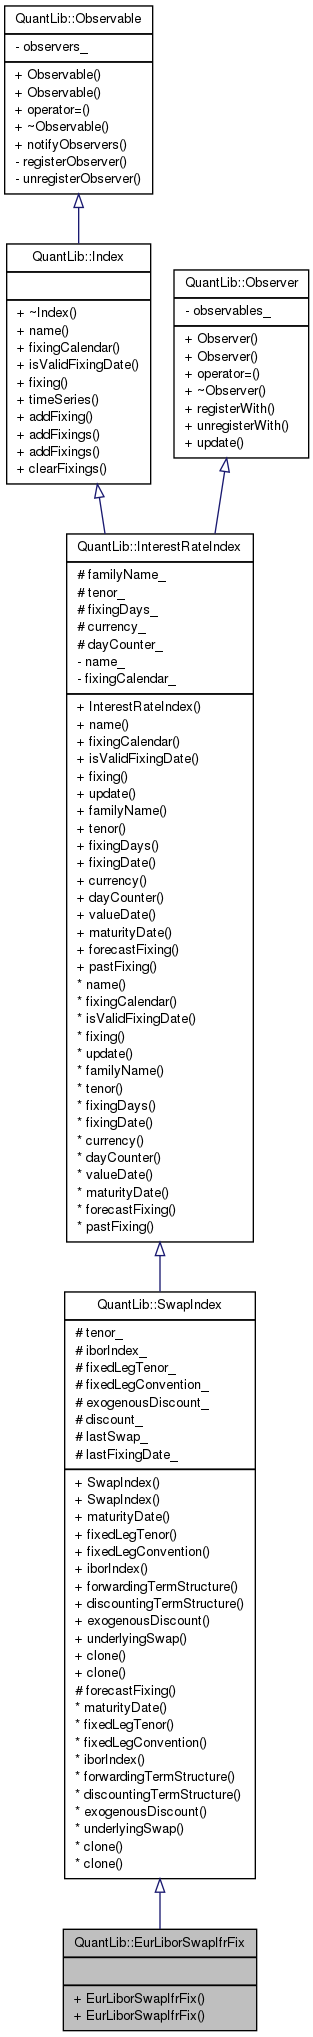 QuantLib::Observable
- observers_
+ Observable()
+ Observable()
+ operator=()
+ ~Observable()
+ notifyObservers()
- registerObserver()
- unregisterObserver()
QuantLib::Index
+ ~Index()
+ name()
+ fixingCalendar()
+ isValidFixingDate()
+ fixing()
+ timeSeries()
+ addFixing()
+ addFixings()
+ addFixings()
+ clearFixings()
QuantLib::Observer
- observables_
+ Observer()
+ Observer()
+ operator=()
+ ~Observer()
+ registerWith()
+ unregisterWith()
+ update()
QuantLib::InterestRateIndex
# familyName_
# tenor_
# fixingDays_
# currency_
# dayCounter_
- name_
- fixingCalendar_
+ InterestRateIndex()
+ name()
+ fixingCalendar()
+ isValidFixingDate()
+ fixing()
+ update()
+ familyName()
+ tenor()
+ fixingDays()
+ fixingDate()
+ currency()
+ dayCounter()
+ valueDate()
+ maturityDate()
+ forecastFixing()
+ pastFixing()
* name()
* fixingCalendar()
* isValidFixingDate()
* fixing()
* update()
* familyName()
* tenor()
* fixingDays()
* fixingDate()
* currency()
* dayCounter()
* valueDate()
* maturityDate()
* forecastFixing()
* pastFixing()
QuantLib::SwapIndex
# tenor_
# iborIndex_
# fixedLegTenor_
# fixedLegConvention_
# exogenousDiscount_
# discount_
# lastSwap_
# lastFixingDate_
+ SwapIndex()
+ SwapIndex()
+ maturityDate()
+ fixedLegTenor()
+ fixedLegConvention()
+ iborIndex()
+ forwardingTermStructure()
+ discountingTermStructure()
+ exogenousDiscount()
+ underlyingSwap()
+ clone()
+ clone()
# forecastFixing()
* maturityDate()
* fixedLegTenor()
* fixedLegConvention()
* iborIndex()
* forwardingTermStructure()
* discountingTermStructure()
* exogenousDiscount()
* underlyingSwap()
* clone()
* clone()
QuantLib::EurLiborSwapIfrFix
+ EurLiborSwapIfrFix()
+ EurLiborSwapIfrFix()